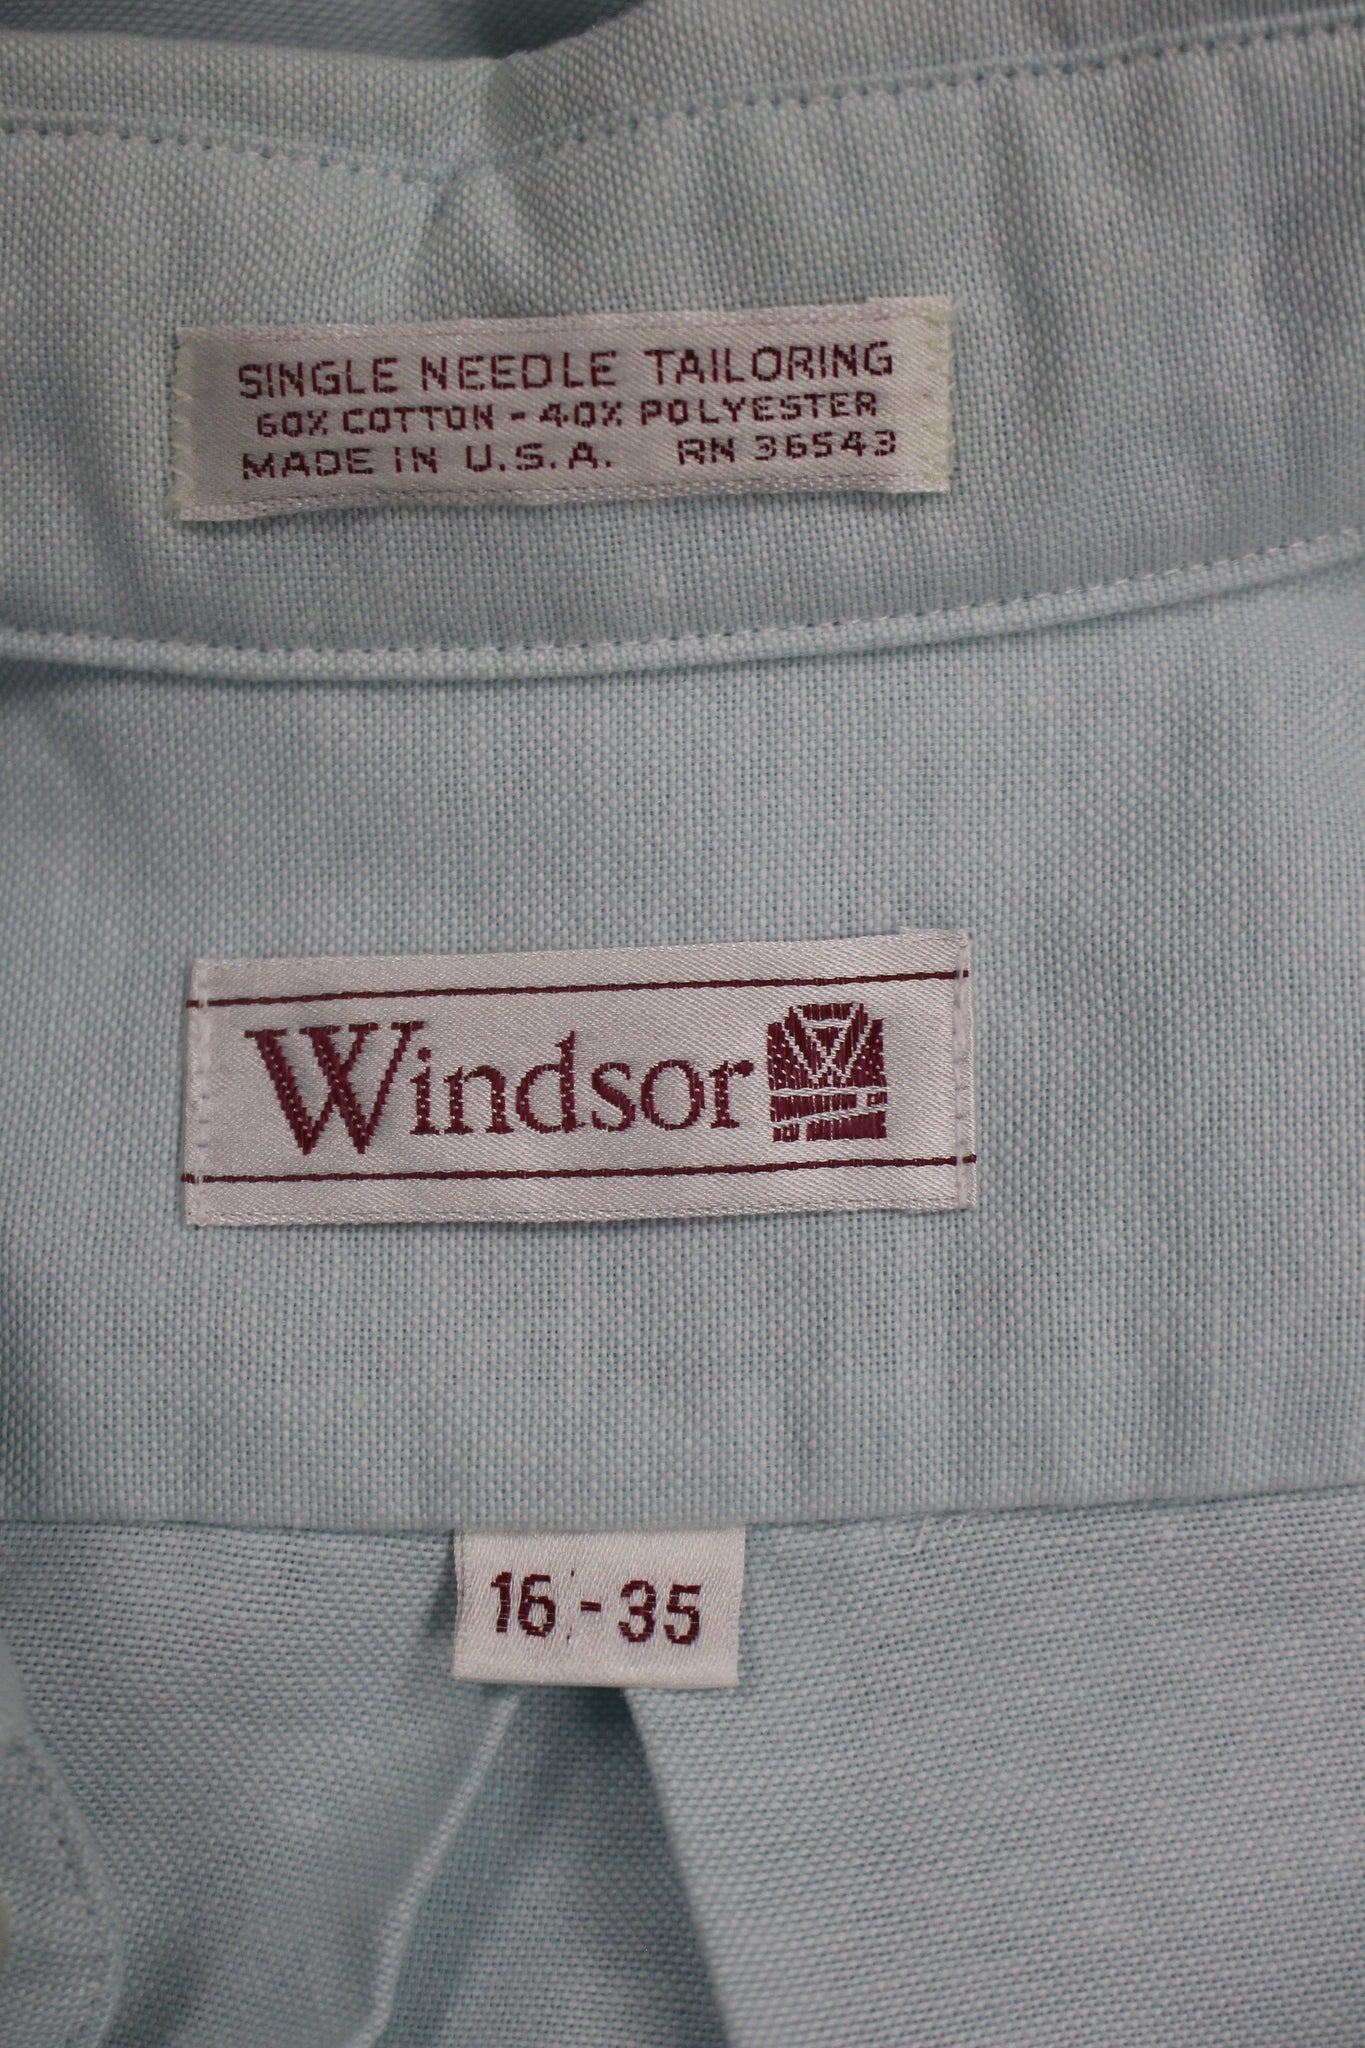 SINGLE NEEDLE TAILORING
60% COTTON - 40% POLYESTER
MADE IN U.S.A. RN 36543
Windsor
16 - 35